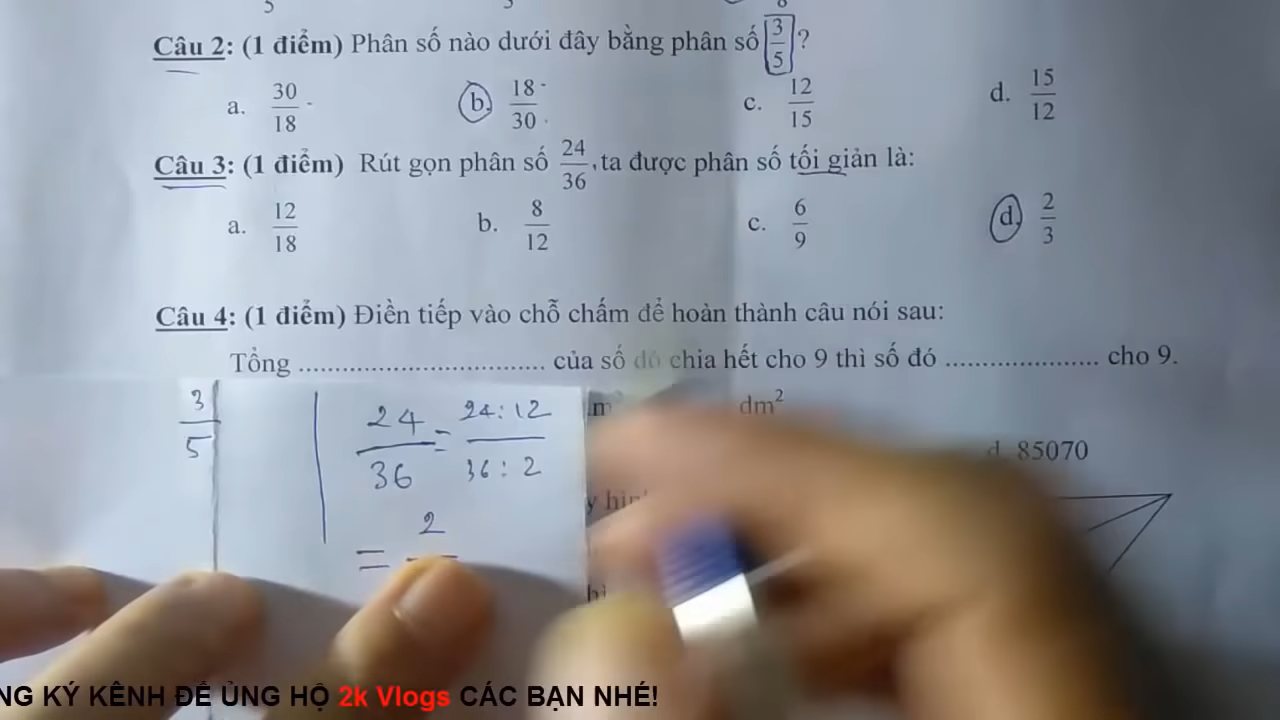 Câu 2: (1 điểm) Phân số nào dưới đây bằng phân số 3/5 ?
a. 30/18 b. 18/30 c. 12/15 d. 15/12
Câu 3: (1 điểm) Rút gọn phân số 24/36, ta được phân số tối giản là:
a. 12/18 b. 8/12 c. 6/9 d. 2/3
Câu 4: (1 điểm) Điền tiếp vào chỗ chấm để hoàn thành câu nói sau:
Tổng ................................ của số đó chia hết cho 9 thì số đó .................... cho 9.
3/5 24/36 = 24:12/36:2
= 2
dm²
d. 85070
NG KÝ KÊNH ĐỂ ỦNG HỘ 2k Vlogs CÁC BẠN NHÉ!